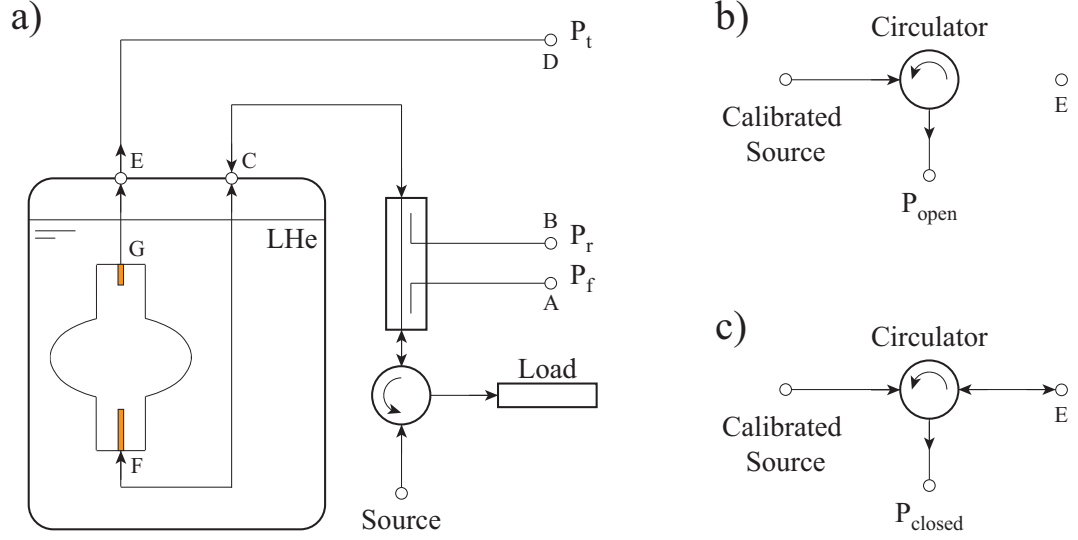 a)
P_t
D
E
C
LHe
G
B
P_r
P_f
A
F
Load
Source
b)
Circulator
Calibrated
Source
E
P_open
c)
Circulator
Calibrated
Source
E
P_closed